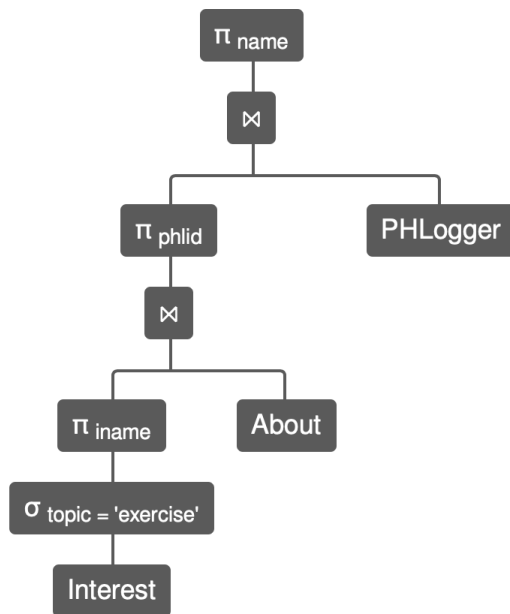 π name
⋈
π phlid
PHLogger
⋈
π iname
About
σ topic = 'exercise'
Interest